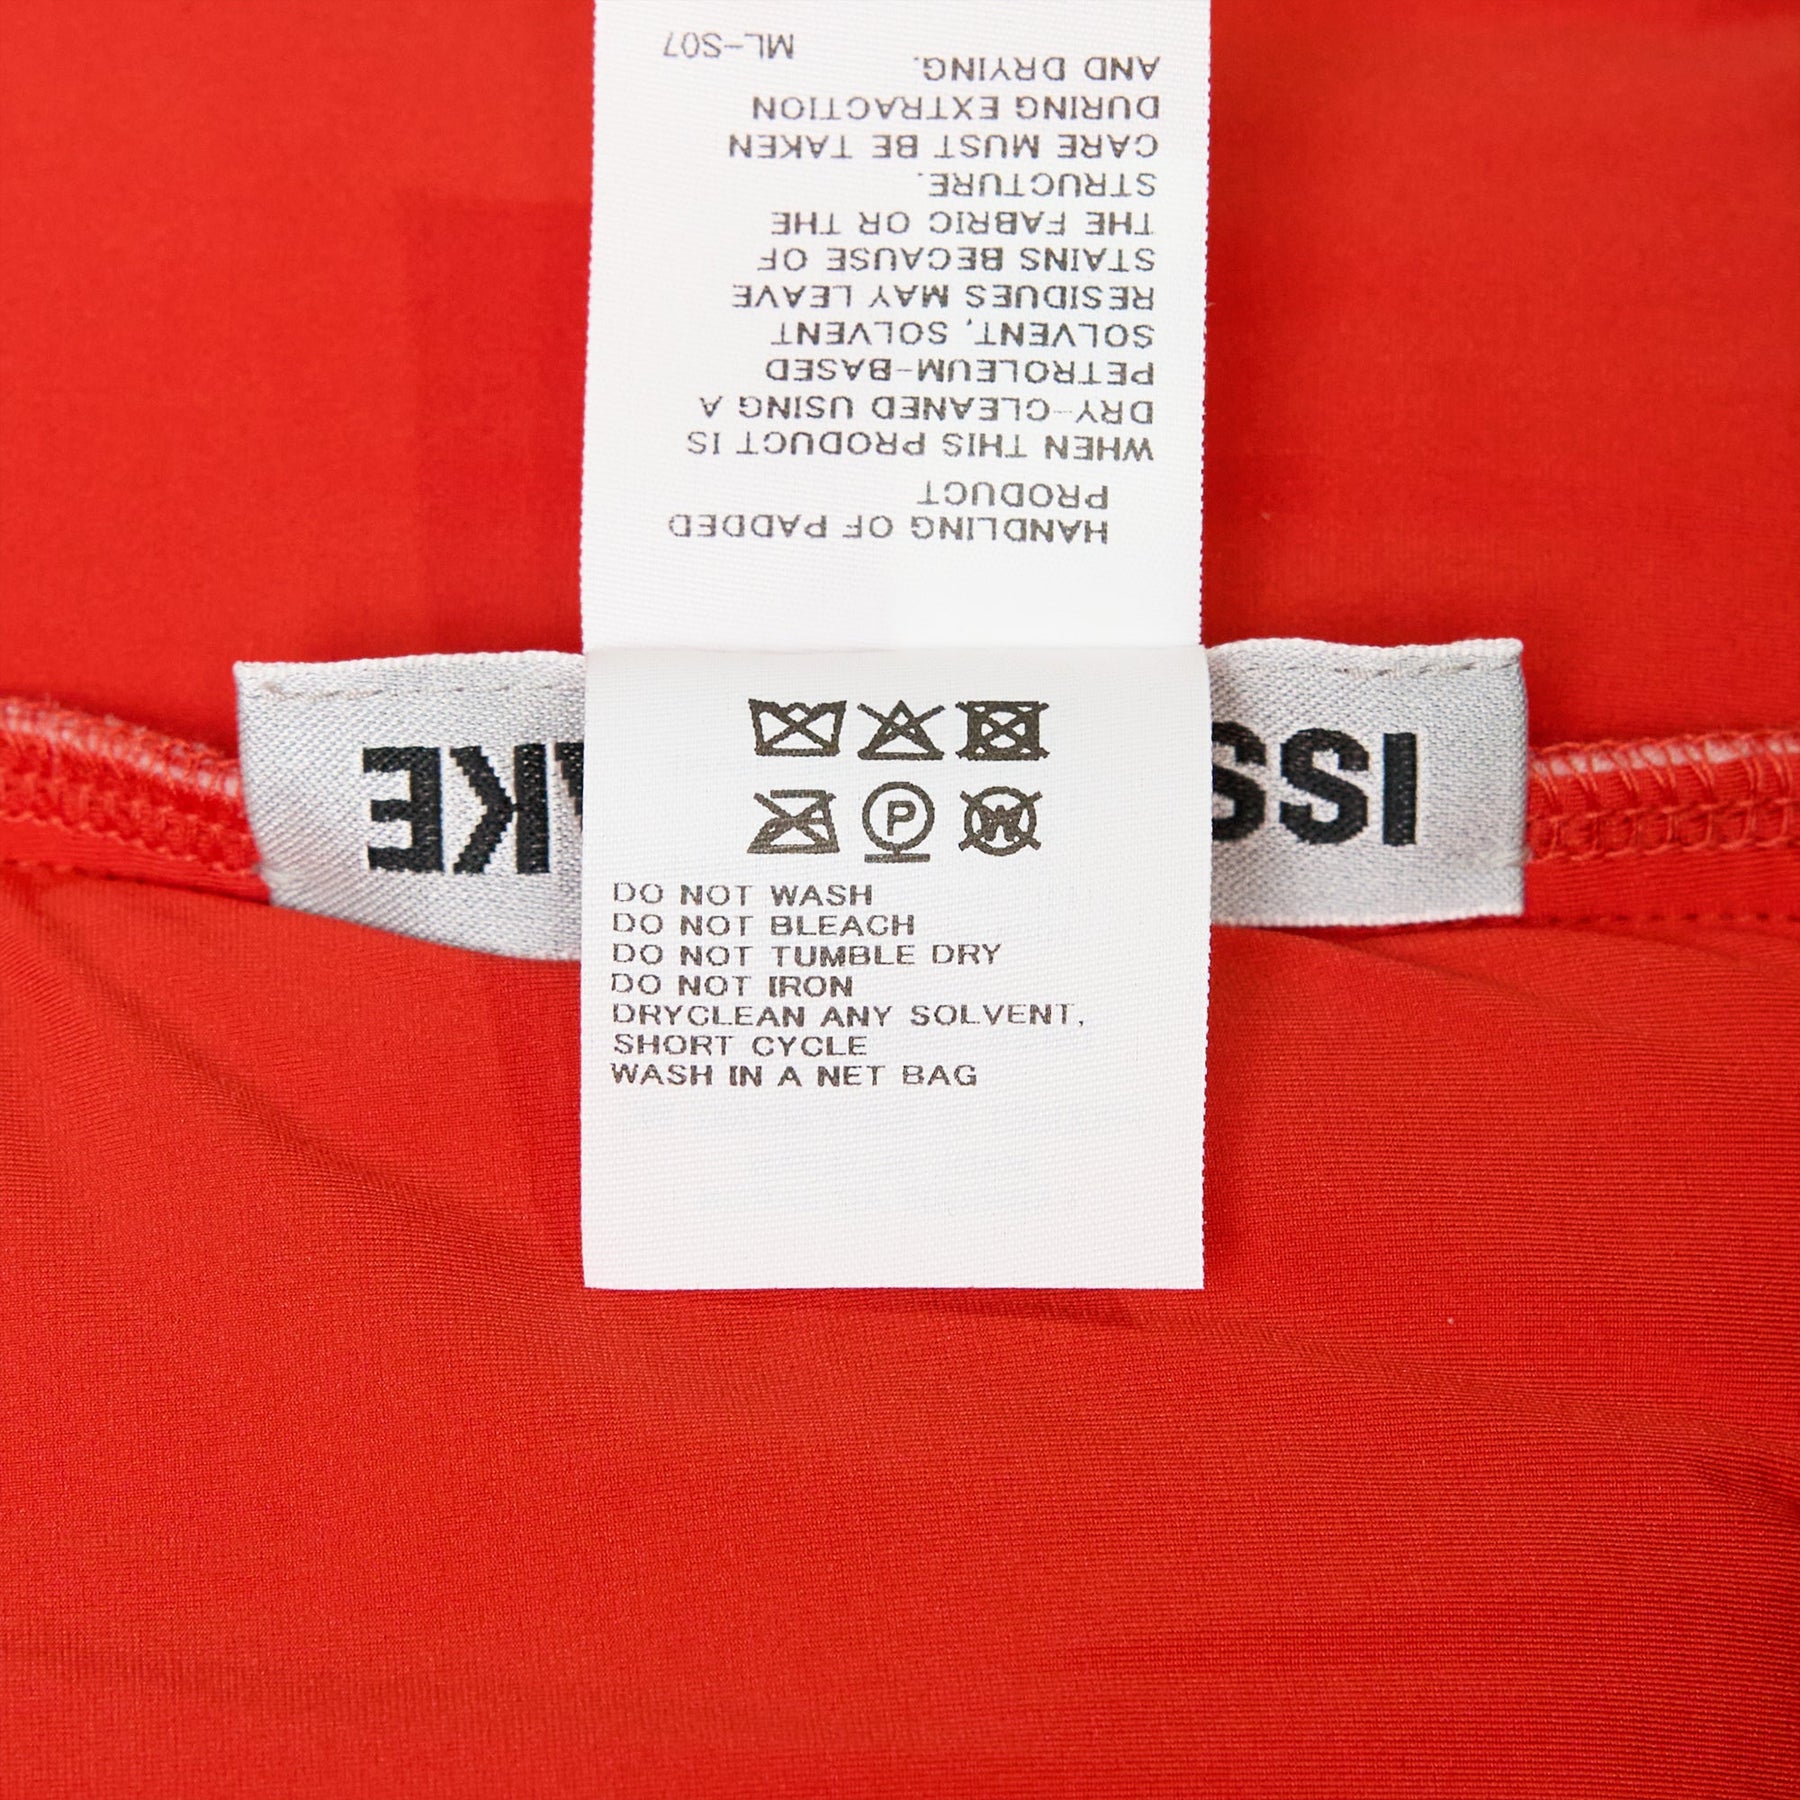 HANDLING OF PADDED
PRODUCT
WHEN THIS PRODUCT IS
DRY-CLEANED USING A
PETROLEUM-BASED
SOLVENT, SOLVENT
RESIDUES MAY LEAVE
STAINS BECAUSE OF
THE FABRIC OR THE
STRUCTURE.
CARE MUST BE TAKEN
DURING EXTRACTION
AND DRYING.
ML-S07
ISS AKE
P W
DO NOT WASH
DO NOT BLEACH
DO NOT TUMBLE DRY
DO NOT IRON
DRYCLEAN ANY SOLVENT,
SHORT CYCLE
WASH IN A NET BAG